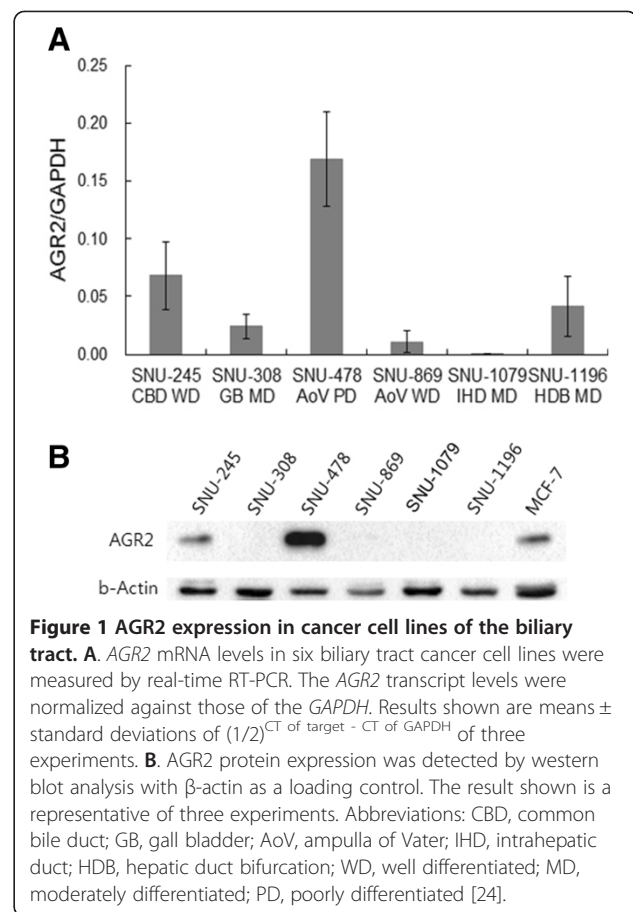 A
0.25
0.20
0.15
0.10
0.05
0.00
AGR2/GAPDH
SNU-245 SNU-308 SNU-478 SNU-869 SNU-1079 SNU-1196
CBD WD GB MD AoV PD AoV WD IHD MD HDB MD
B
SNU-245 SNU-308 SNU-478 SNU-869 SNU-1079 SNU-1196 MCF-7
AGR2
b-Actin
Figure 1 AGR2 expression in cancer cell lines of the biliary
tract. A. AGR2 mRNA levels in six biliary tract cancer cell lines were
measured by real-time RT-PCR. The AGR2 transcript levels were
normalized against those of the GAPDH. Results shown are means ±
standard deviations of (1/2)^CT of target - CT of GAPDH of three
experiments. B. AGR2 protein expression was detected by western
blot analysis with β-actin as a loading control. The result shown is a
representative of three experiments. Abbreviations: CBD, common
bile duct; GB, gall bladder; AoV, ampulla of Vater; IHD, intrahepatic
duct; HDB, hepatic duct bifurcation; WD, well differentiated; MD,
moderately differentiated; PD, poorly differentiated [24].